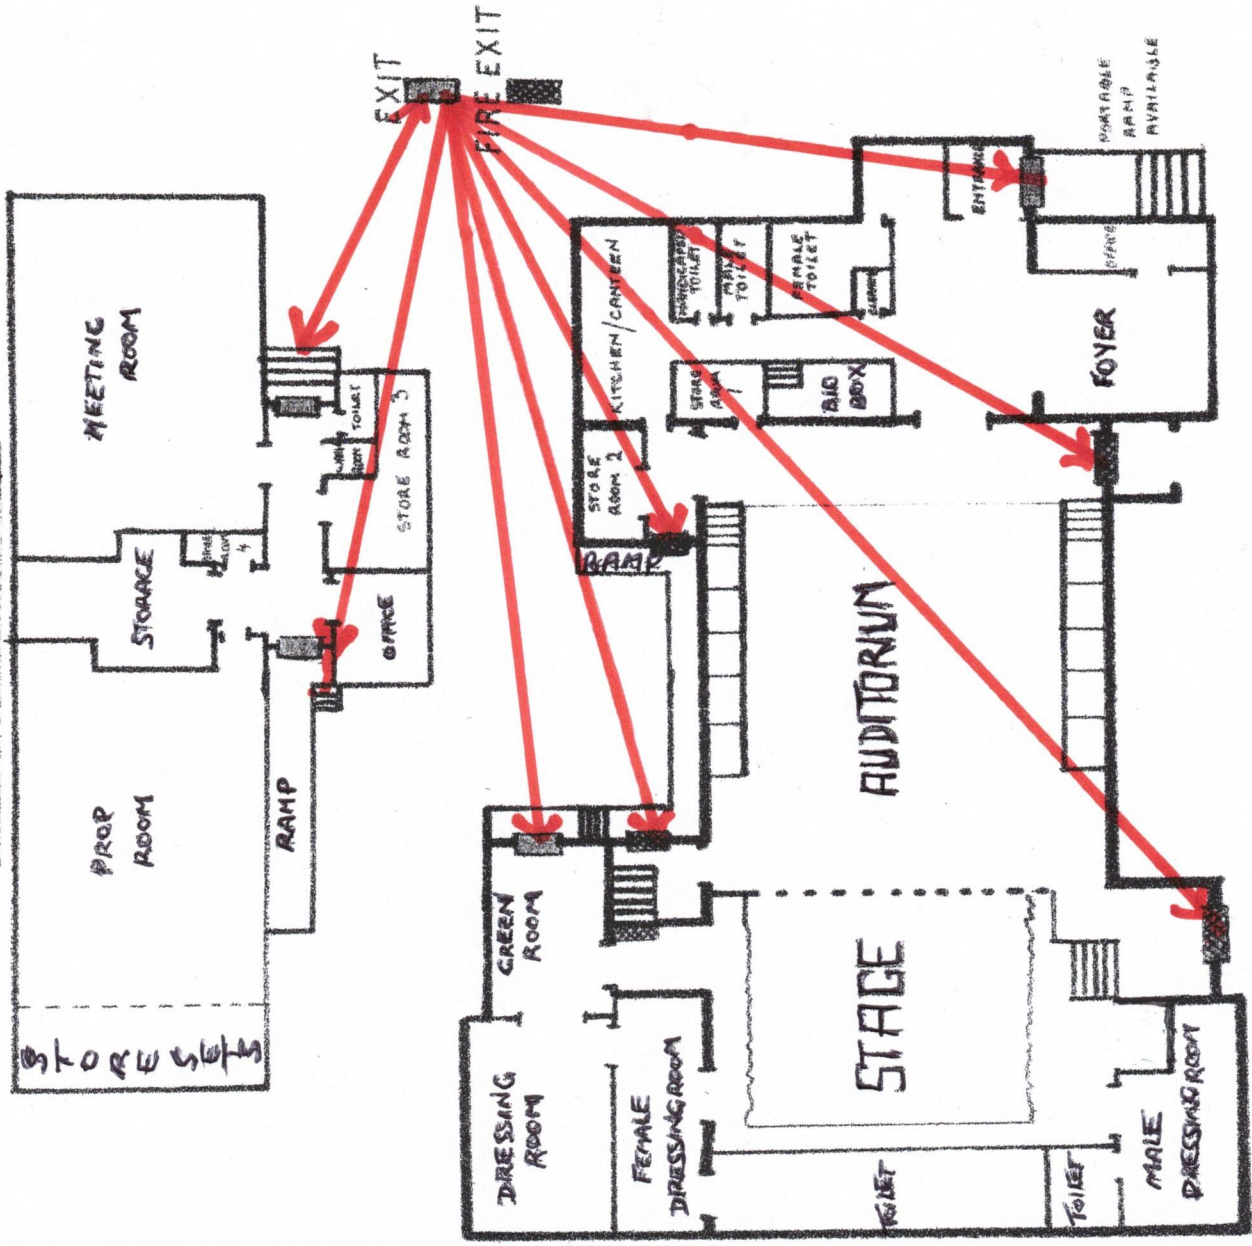 EXIT
FIRE EXIT
MEETING
ROOM
TOILET
STORE ROOM 3
STORAGE
4
OFFICE
PROP
ROOM
RAMP
STORE SETS
PORTABLE
RAMP
AVAILABLE
ENTRANCE
OFFICE
FOYER
KITCHEN/CANTEEN
TOILET
MALE
TOILET
FEMALE
TOILET
STORE
ROOM 1
BIO
BOX
STORE
ROOM 2
RAMP
AUDITORIUM
GREEN
ROOM
STAGE
DRESSING
ROOM
FEMALE
DRESSINGROOM
TOILET
TOILET
MALE
DRESSINGROOM